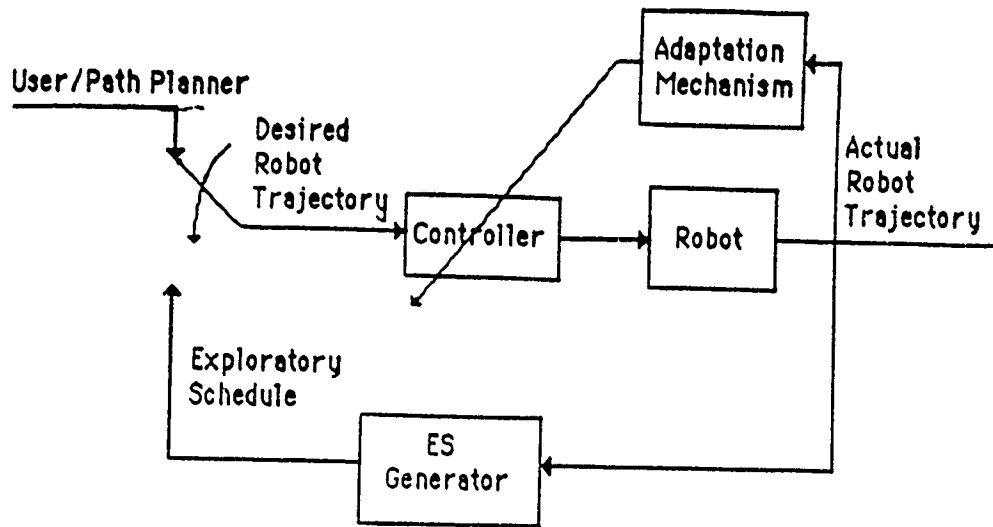 User/Path Planner
Desired
Robot
Trajectory
Adaptation
Mechanism
Actual
Robot
Trajectory
Controller
Robot
Exploratory
Schedule
ES
Generator